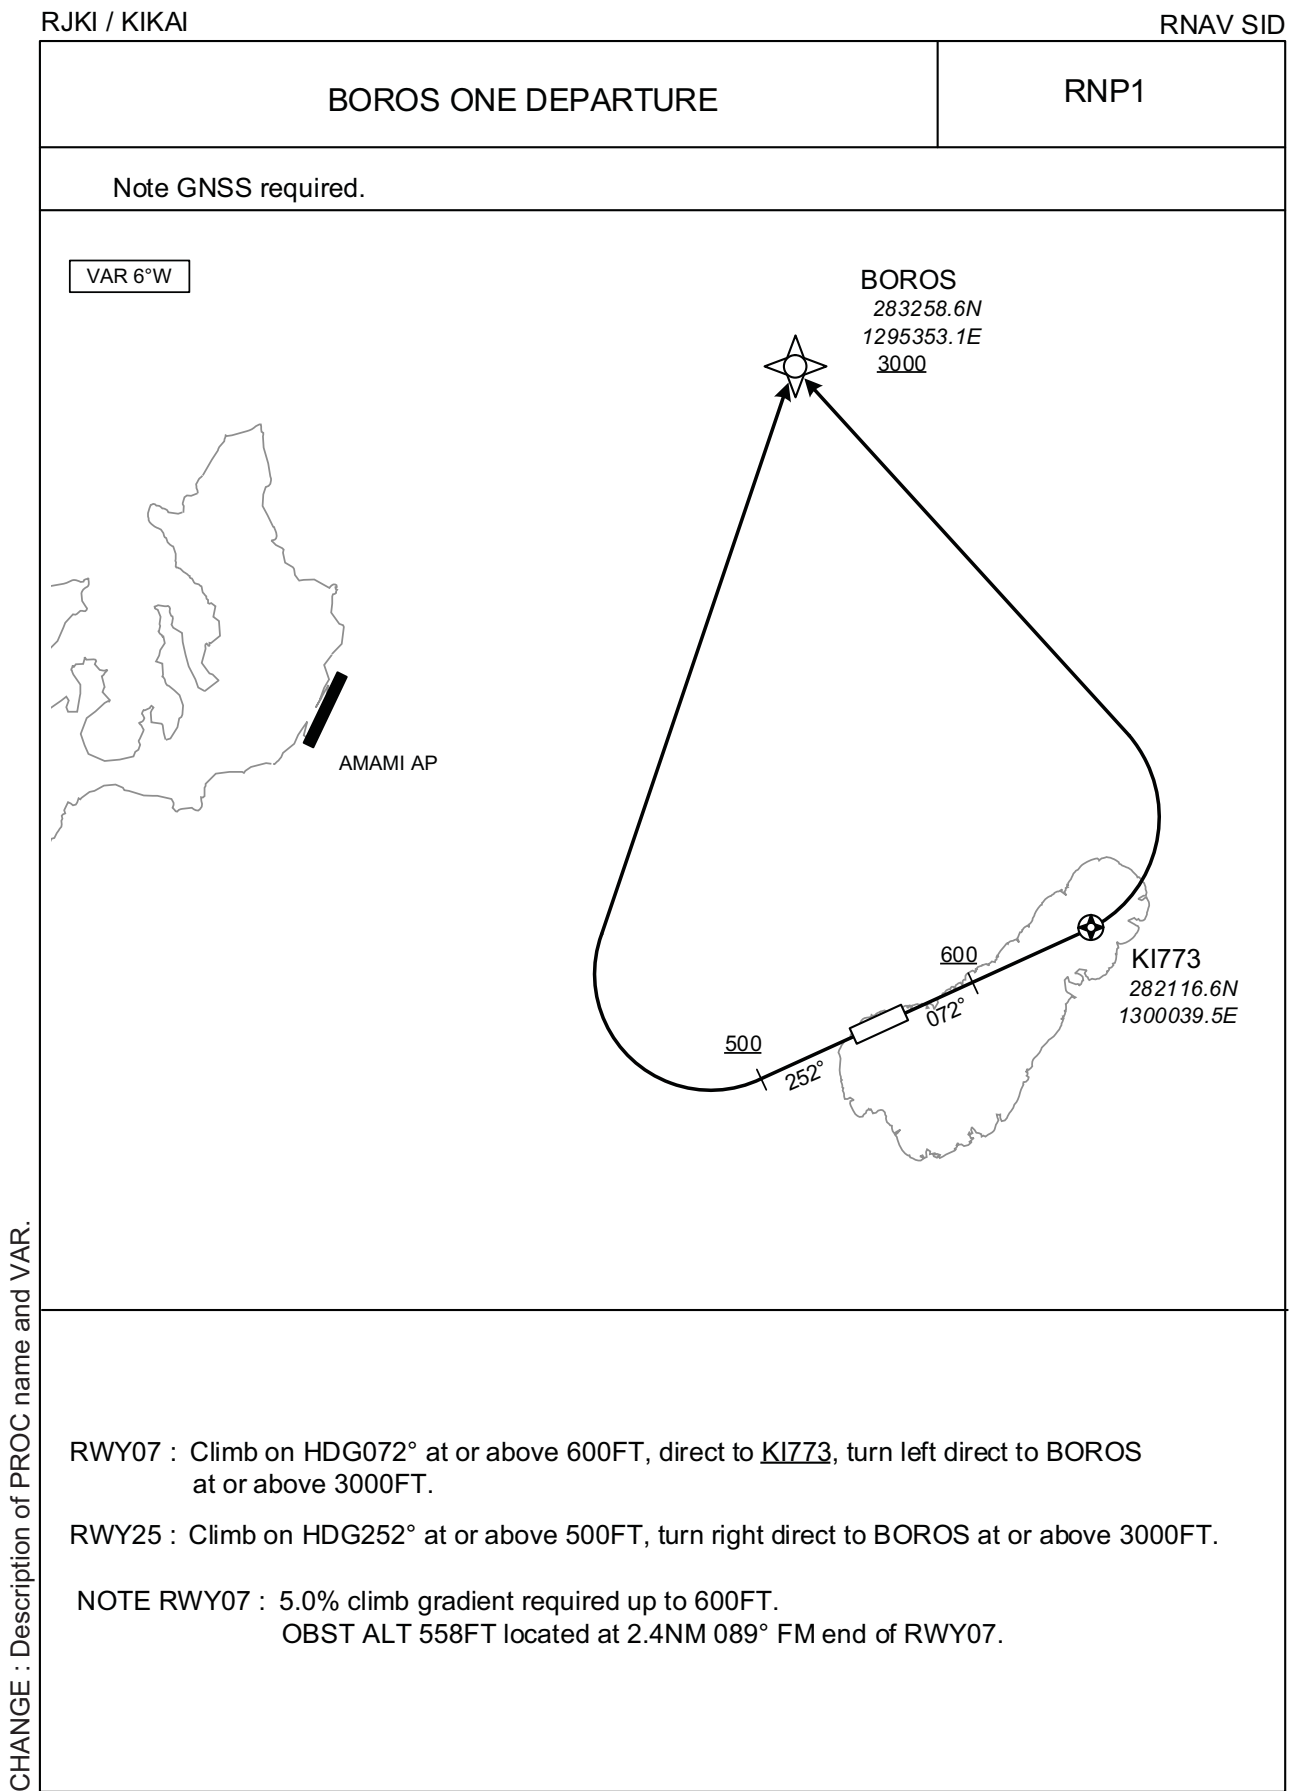 RJKI / KIKAI
RNAV SID
BOROS ONE DEPARTURE
RNP1
Note GNSS required.
VAR 6°W
BOROS
283258.6N
1295353.1E
3000
AMAMI AP
600
KI773
282116.6N
1300039.5E
072°
500
252°
RWY07 : Climb on HDG072° at or above 600FT, direct to KI773, turn left direct to BOROS
at or above 3000FT.
RWY25 : Climb on HDG252° at or above 500FT, turn right direct to BOROS at or above 3000FT.
NOTE RWY07 : 5.0% climb gradient required up to 600FT.
OBST ALT 558FT located at 2.4NM 089° FM end of RWY07.
CHANGE : Description of PROC name and VAR.